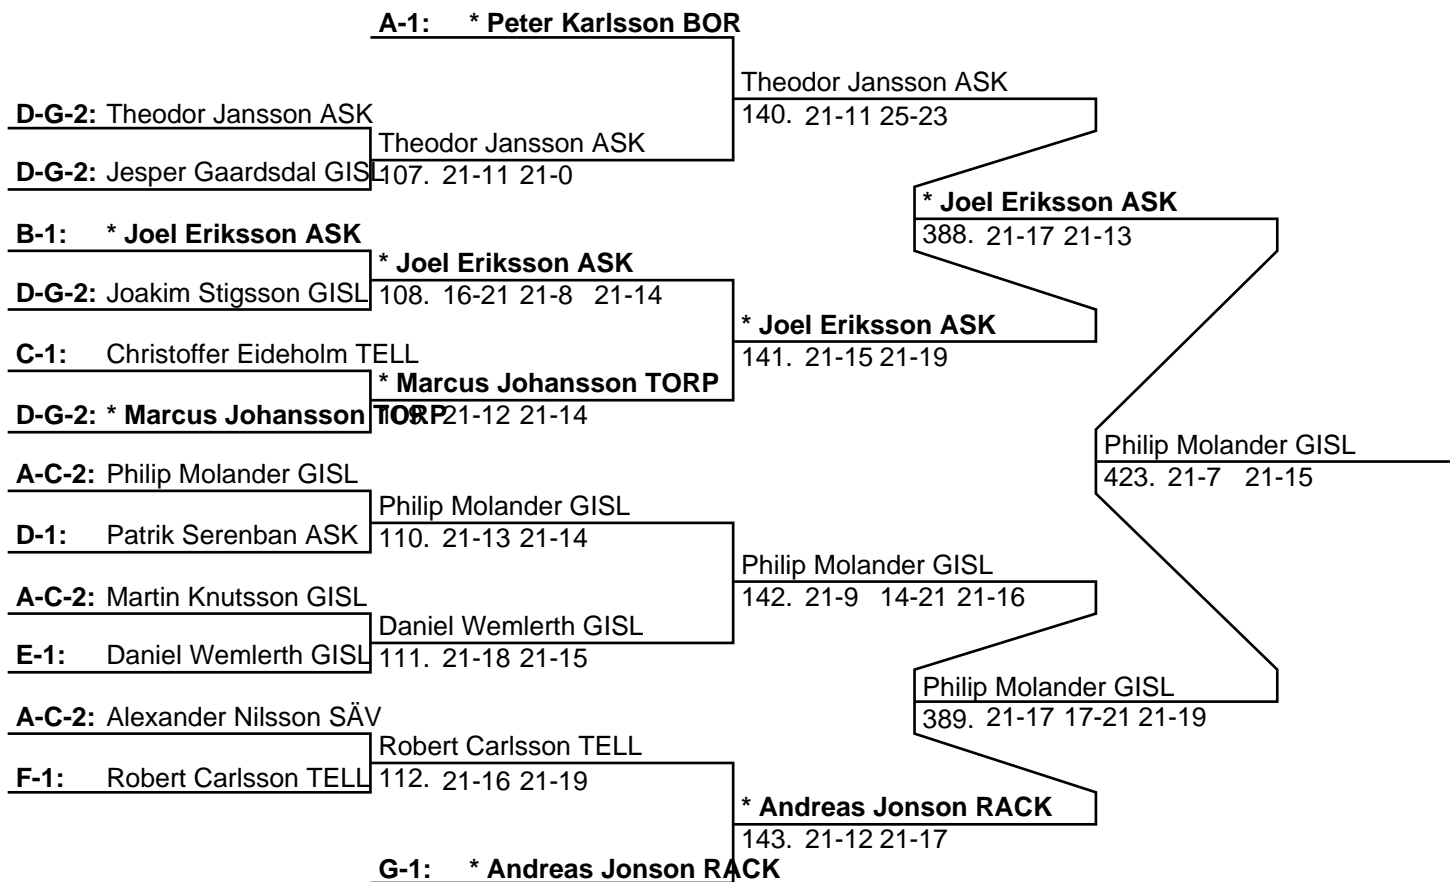 A-1: * Peter Karlsson BOR
Theodor Jansson ASK
D-G-2: Theodor Jansson ASK
140. 21-11 25-23
Theodor Jansson ASK
D-G-2: Jesper Gaardsdal GISL
107. 21-11 21-0
* Joel Eriksson ASK
B-1: * Joel Eriksson ASK
388. 21-17 21-13
* Joel Eriksson ASK
D-G-2: Joakim Stigsson GISL
108. 16-21 21-8 21-14
* Joel Eriksson ASK
C-1: Christoffer Eideholm TELL
141. 21-15 21-19
* Marcus Johansson TORP
D-G-2: * Marcus Johansson TORP
109. 21-12 21-14
Philip Molander GISL
A-C-2: Philip Molander GISL
423. 21-7 21-15
Philip Molander GISL
D-1: Patrik Serenban ASK
110. 21-13 21-14
Philip Molander GISL
A-C-2: Martin Knutsson GISL
142. 21-9 14-21 21-16
Daniel Wemlerth GISL
E-1: Daniel Wemlerth GISL
111. 21-18 21-15
Philip Molander GISL
A-C-2: Alexander Nilsson SÄV
389. 21-17 17-21 21-19
Robert Carlsson TELL
F-1: Robert Carlsson TELL
112. 21-16 21-19
* Andreas Jonson RACK
143. 21-12 21-17
G-1: * Andreas Jonson RACK